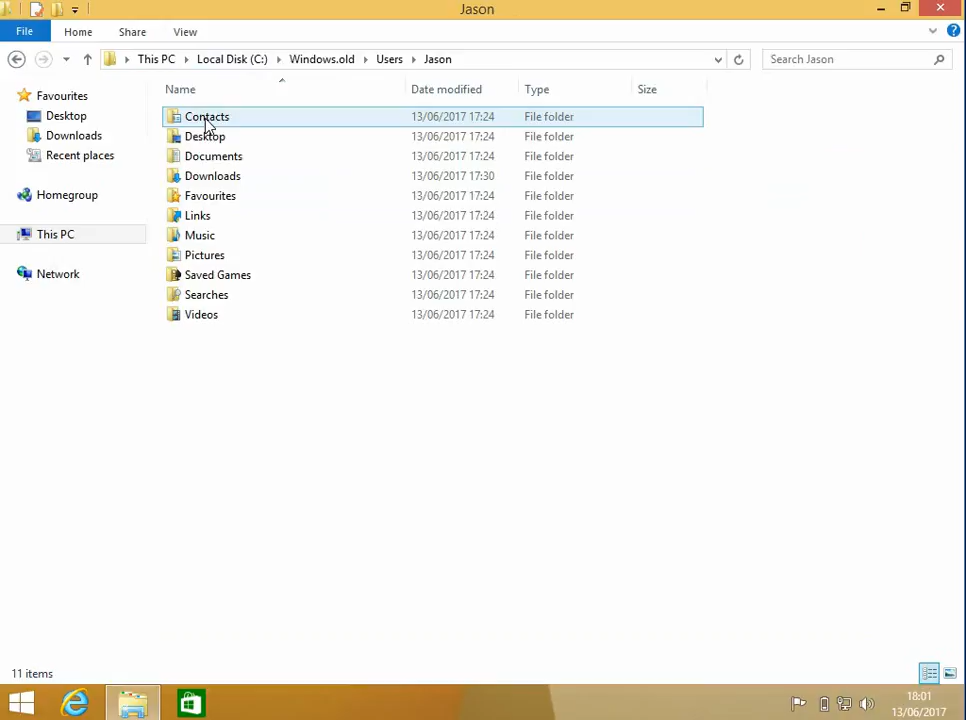 Jason
File Home Share View
This PC Local Disk (C:) Windows.old Users Jason Search Jason
Name Date modified Type Size
Favourites
Desktop
Downloads
Recent places
Homegroup
This PC
Network
Contacts 13/06/2017 17:24 File folder
Desktop 13/06/2017 17:24 File folder
Documents 13/06/2017 17:24 File folder
Downloads 13/06/2017 17:30 File folder
Favourites 13/06/2017 17:24 File folder
Links 13/06/2017 17:24 File folder
Music 13/06/2017 17:24 File folder
Pictures 13/06/2017 17:24 File folder
Saved Games 13/06/2017 17:24 File folder
Searches 13/06/2017 17:24 File folder
Videos 13/06/2017 17:24 File folder
11 items
18:01
13/06/2017